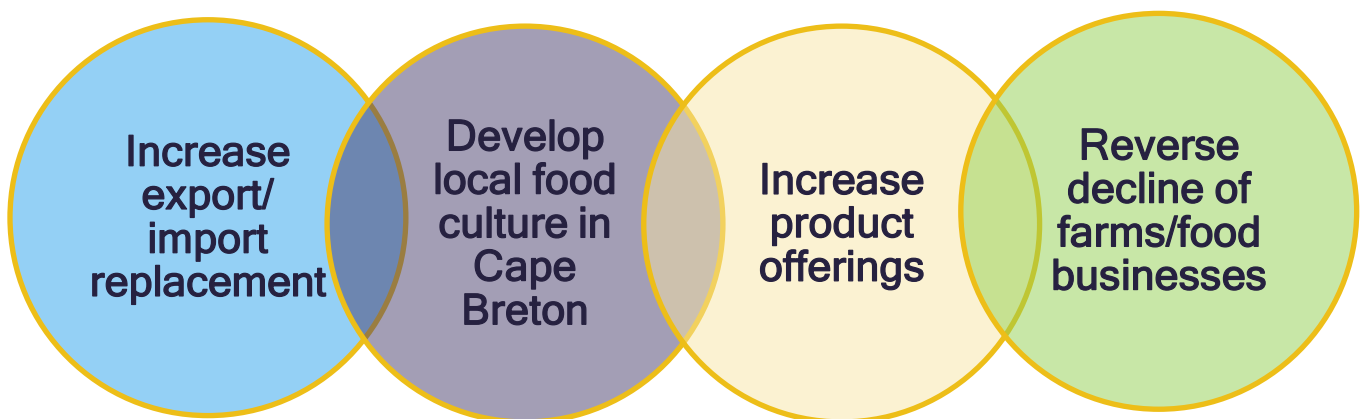 Increase
export/
import
replacement
Develop
local food
culture in
Cape
Breton
Increase
product
offerings
Reverse
decline of
farms/food
businesses